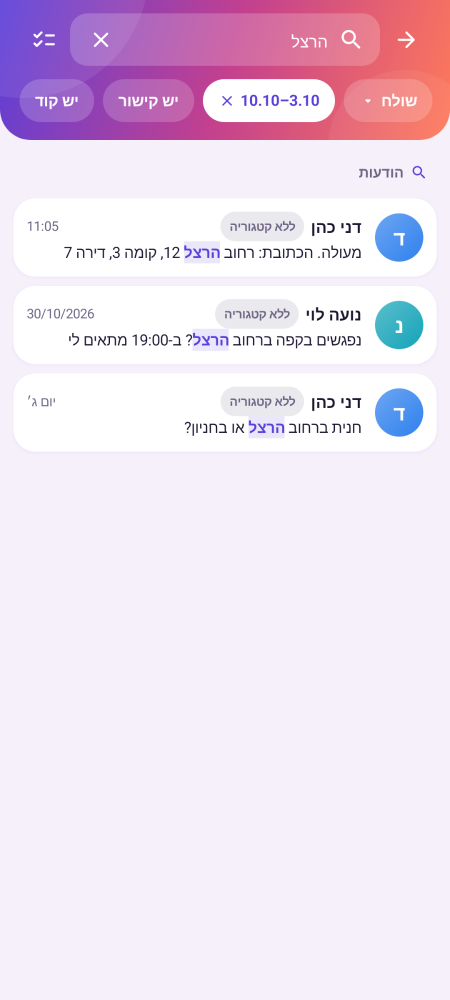 הרצל
שולח
3.10–10.10
יש קישור
יש קוד
הודעות
ד
דני כהן
ללא קטגוריה
11:05
מעולה. הכתובת: רחוב הרצל 12, קומה 3, דירה 7
נ
נועה לוי
ללא קטגוריה
30/10/2026
נפגשים בקפה ברחוב הרצל? ב-19:00 מתאים לי
ד
דני כהן
ללא קטגוריה
יום ג׳
חנית ברחוב הרצל או בחניון?